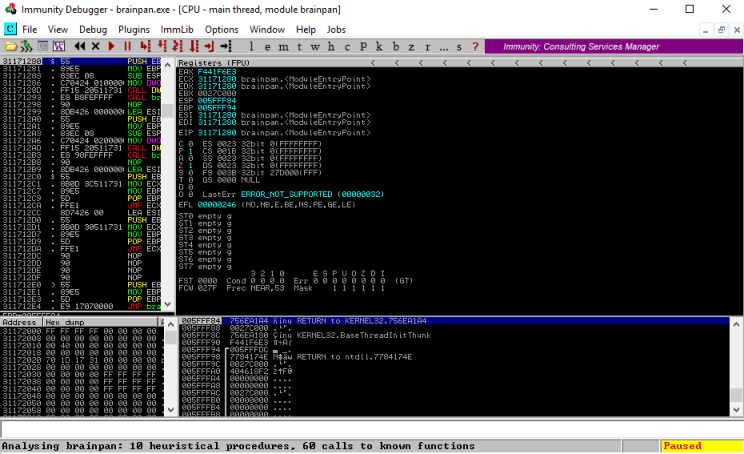 Immunity Debugger - brainpan.exe - [CPU - main thread, module brainpan]
C File View Debug Plugins ImmLib Options Window Help Jobs
l e m t w h c P k b z r ... s ? Immunity: Consulting Services Manager
31171280 $ 55 PUSH EB
31171281 . 89E5 MOV EBP
31171283 . 83EC 08 SUB ESP
31171286 . C70424 010000 MOV DWO
3117128D . FF15 20511731 CALL DW
31171293 . E8 B8FEFFFF CALL br
31171298 . 90 NOP
31171299 . 8DB426 000000 LEA ESI
311712A0 . 55 PUSH EB
311712A1 . 89E5 MOV EBP
311712A3 . 83EC 08 SUB ESP
311712A6 . C70424 020000 MOV DWO
311712AD . FF15 20511731 CALL DW
311712B3 . E8 98FEFFFF CALL br
311712B8 . 90 NOP
311712B9 . 8DB426 000000 LEA ESI
311712C0 $ 55 PUSH EB
311712C1 . 8B0D 3C511731 MOV ECX
311712C7 . 89E5 MOV EBP
311712C9 . 5D POP EBP
311712CA . FFE1 JMP ECX
311712CC 8D7426 00 LEA ESI
311712D0 . 55 PUSH EB
311712D1 . 8B0D 30511731 MOV ECX
311712D7 . 89E5 MOV EBP
311712D9 . 5D POP EBP
311712DA . FFE1 JMP ECX
311712DC 90 NOP
311712DD 90 NOP
311712DE 90 NOP
311712DF 90 NOP
311712E0 > 55 PUSH EB
311712E1 . 89E5 MOV EBP
311712E3 . 5D POP EBP
311712E4 . E9 17070000 JMP bra
Registers (FPU) < < < < < < < < <
EAX F441F6E3
ECX 31171280 brainpan.<ModuleEntryPoint>
EDX 31171280 brainpan.<ModuleEntryPoint>
EBX 0027C000
ESP 005FFF84
EBP 005FFF94
ESI 31171280 brainpan.<ModuleEntryPoint>
EDI 31171280 brainpan.<ModuleEntryPoint>
EIP 31171280 brainpan.<ModuleEntryPoint>
C 0 ES 0023 32bit 0(FFFFFFFF)
P 1 CS 001B 32bit 0(FFFFFFFF)
A 0 SS 0023 32bit 0(FFFFFFFF)
Z 1 DS 0023 32bit 0(FFFFFFFF)
S 0 FS 003B 32bit 27D000(FFF)
T 0 GS 0000 NULL
D 0
O 0 LastErr ERROR_NOT_SUPPORTED (00000032)
EFL 00000246 (NO,NB,E,BE,NS,PE,GE,LE)
ST0 empty g
ST1 empty g
ST2 empty g
ST3 empty g
ST4 empty g
ST5 empty g
ST6 empty g
ST7 empty g
3 2 1 0 E S P U O Z D I
FST 0000 Cond 0 0 0 0 Err 0 0 0 0 0 0 0 0 (GT)
FCW 027F Prec NEAR,53 Mask 1 1 1 1 1 1
Address Hex dump
31172000 FF FF FF FF 00 00 00 00
31172008 00 00 00 00 00 00 00 00
31172010 00 40 00 00 00 00 00 00
31172018 00 00 00 00 00 00 00 00
31172020 70 1D 17 31 00 00 00 00
31172028 00 00 00 00 FF FF FF FF
31172030 00 00 00 00 FF FF FF FF
31172038 00 00 00 00 FF FF FF FF
31172040 00 00 00 00 00 00 00 00
31172048 00 00 00 00 00 00 00 00
31172050 00 00 00 00 00 00 00 00
31172058 00 00 00 00 00 00 00 00
005FFF84 756EA1A4 RETURN to KERNEL32.756EA1A4
005FFF88 0027C000
005FFF8C 756EA180 KERNEL32.BaseThreadInitThunk
005FFF90 F441F6E3
005FFF94 005FFFDC
005FFF98 7784174E RETURN to ntdll.7784174E
005FFF9C 0027C000
005FFFA0 404618F2
005FFFA4 00000000 ....
005FFFA8 00000000 ....
005FFFAC 0027C000
005FFFB0 00000000 ....
005FFFB4 00000000 ....
005FFFB8 00000000 ....
Analysing brainpan: 10 heuristical procedures, 60 calls to known functions
Paused